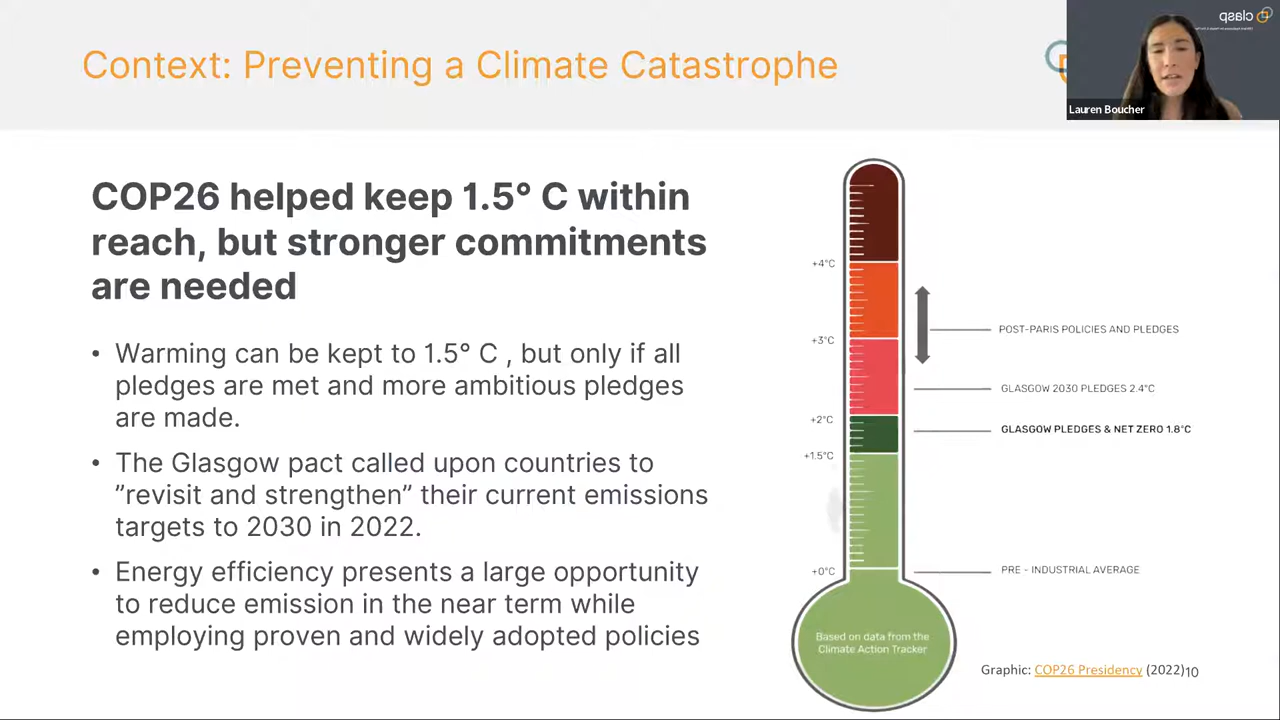 Context: Preventing a Climate Catastrophe
clasp
Lauren Boucher
COP26 helped keep 1.5° C within
reach, but stronger commitments
are needed
• Warming can be kept to 1.5° C , but only if all
pledges are met and more ambitious pledges
are made.
• The Glasgow pact called upon countries to
”revisit and strengthen” their current emissions
targets to 2030 in 2022.
• Energy efficiency presents a large opportunity
to reduce emission in the near term while
employing proven and widely adopted policies
+4°C
+3°C
+2°C
+1.5°C
+0°C
POST-PARIS POLICIES AND PLEDGES
GLASGOW 2030 PLEDGES 2.4°C
GLASGOW PLEDGES & NET ZERO 1.8°C
PRE - INDUSTRIAL AVERAGE
Based on data from the
Climate Action Tracker
Graphic: COP26 Presidency (2022)
10